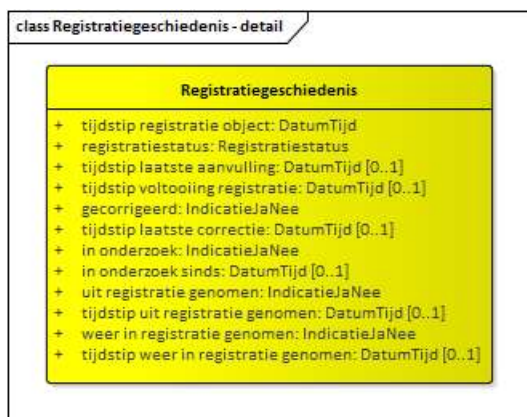 class Registratiegeschiedenis - detail
Registratiegeschiedenis
+ tijdstip registratie object: DatumTijd
+ registratiestatus: Registratiestatus
+ tijdstip laatste aanvulling: DatumTijd [0..1]
+ tijdstip voltooiing registratie: DatumTijd [0..1]
+ gecorrigeerd: IndicatieJaNee
+ tijdstip laatste correctie: DatumTijd [0..1]
+ in onderzoek: IndicatieJaNee
+ in onderzoek sinds: DatumTijd [0..1]
+ uit registratie genomen: IndicatieJaNee
+ tijdstip uit registratie genomen: DatumTijd [0..1]
+ weer in registratie genomen: IndicatieJaNee
+ tijdstip weer in registratie genomen: DatumTijd [0..1]